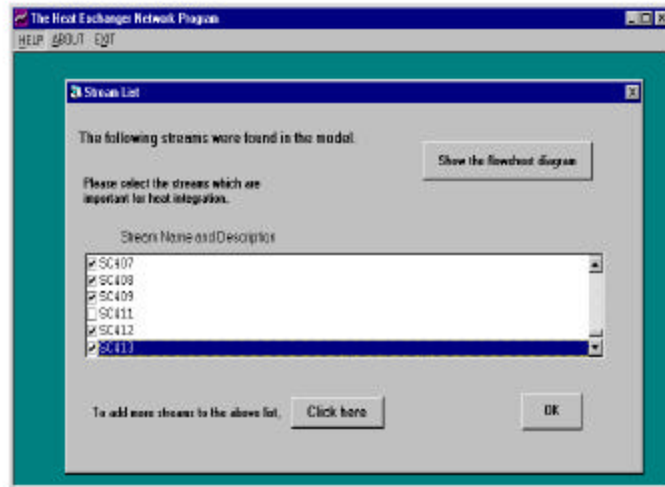 The Heat Exchanger Network Program
HELP ABOUT EXIT
Stream List
The following streams were found in the model.
Show the flowsheet diagram
Please select the streams which are
important for heat integration.
Stream Name and Description
SC407
SC408
SC409
SC411
SC412
SC413
To add more streams to the above list, Click here
OK